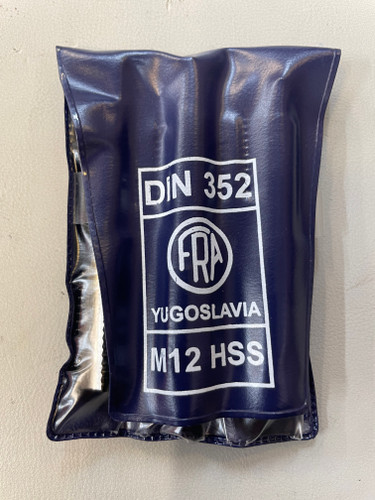 DIN 352
FRA
YUGOSLAVIA
M12 HSS